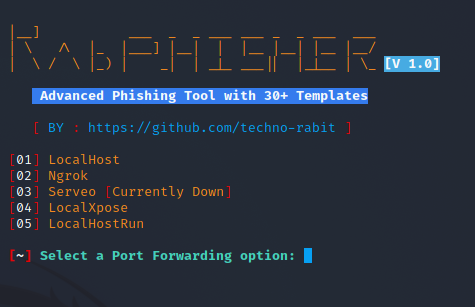 [V 1.0]
Advanced Phishing Tool with 30+ Templates
[ BY : https://github.com/techno-rabit ]
[01] LocalHost
[02] Ngrok
[03] Serveo [Currently Down]
[04] LocalXpose
[05] LocalHostRun
[~] Select a Port Forwarding option: